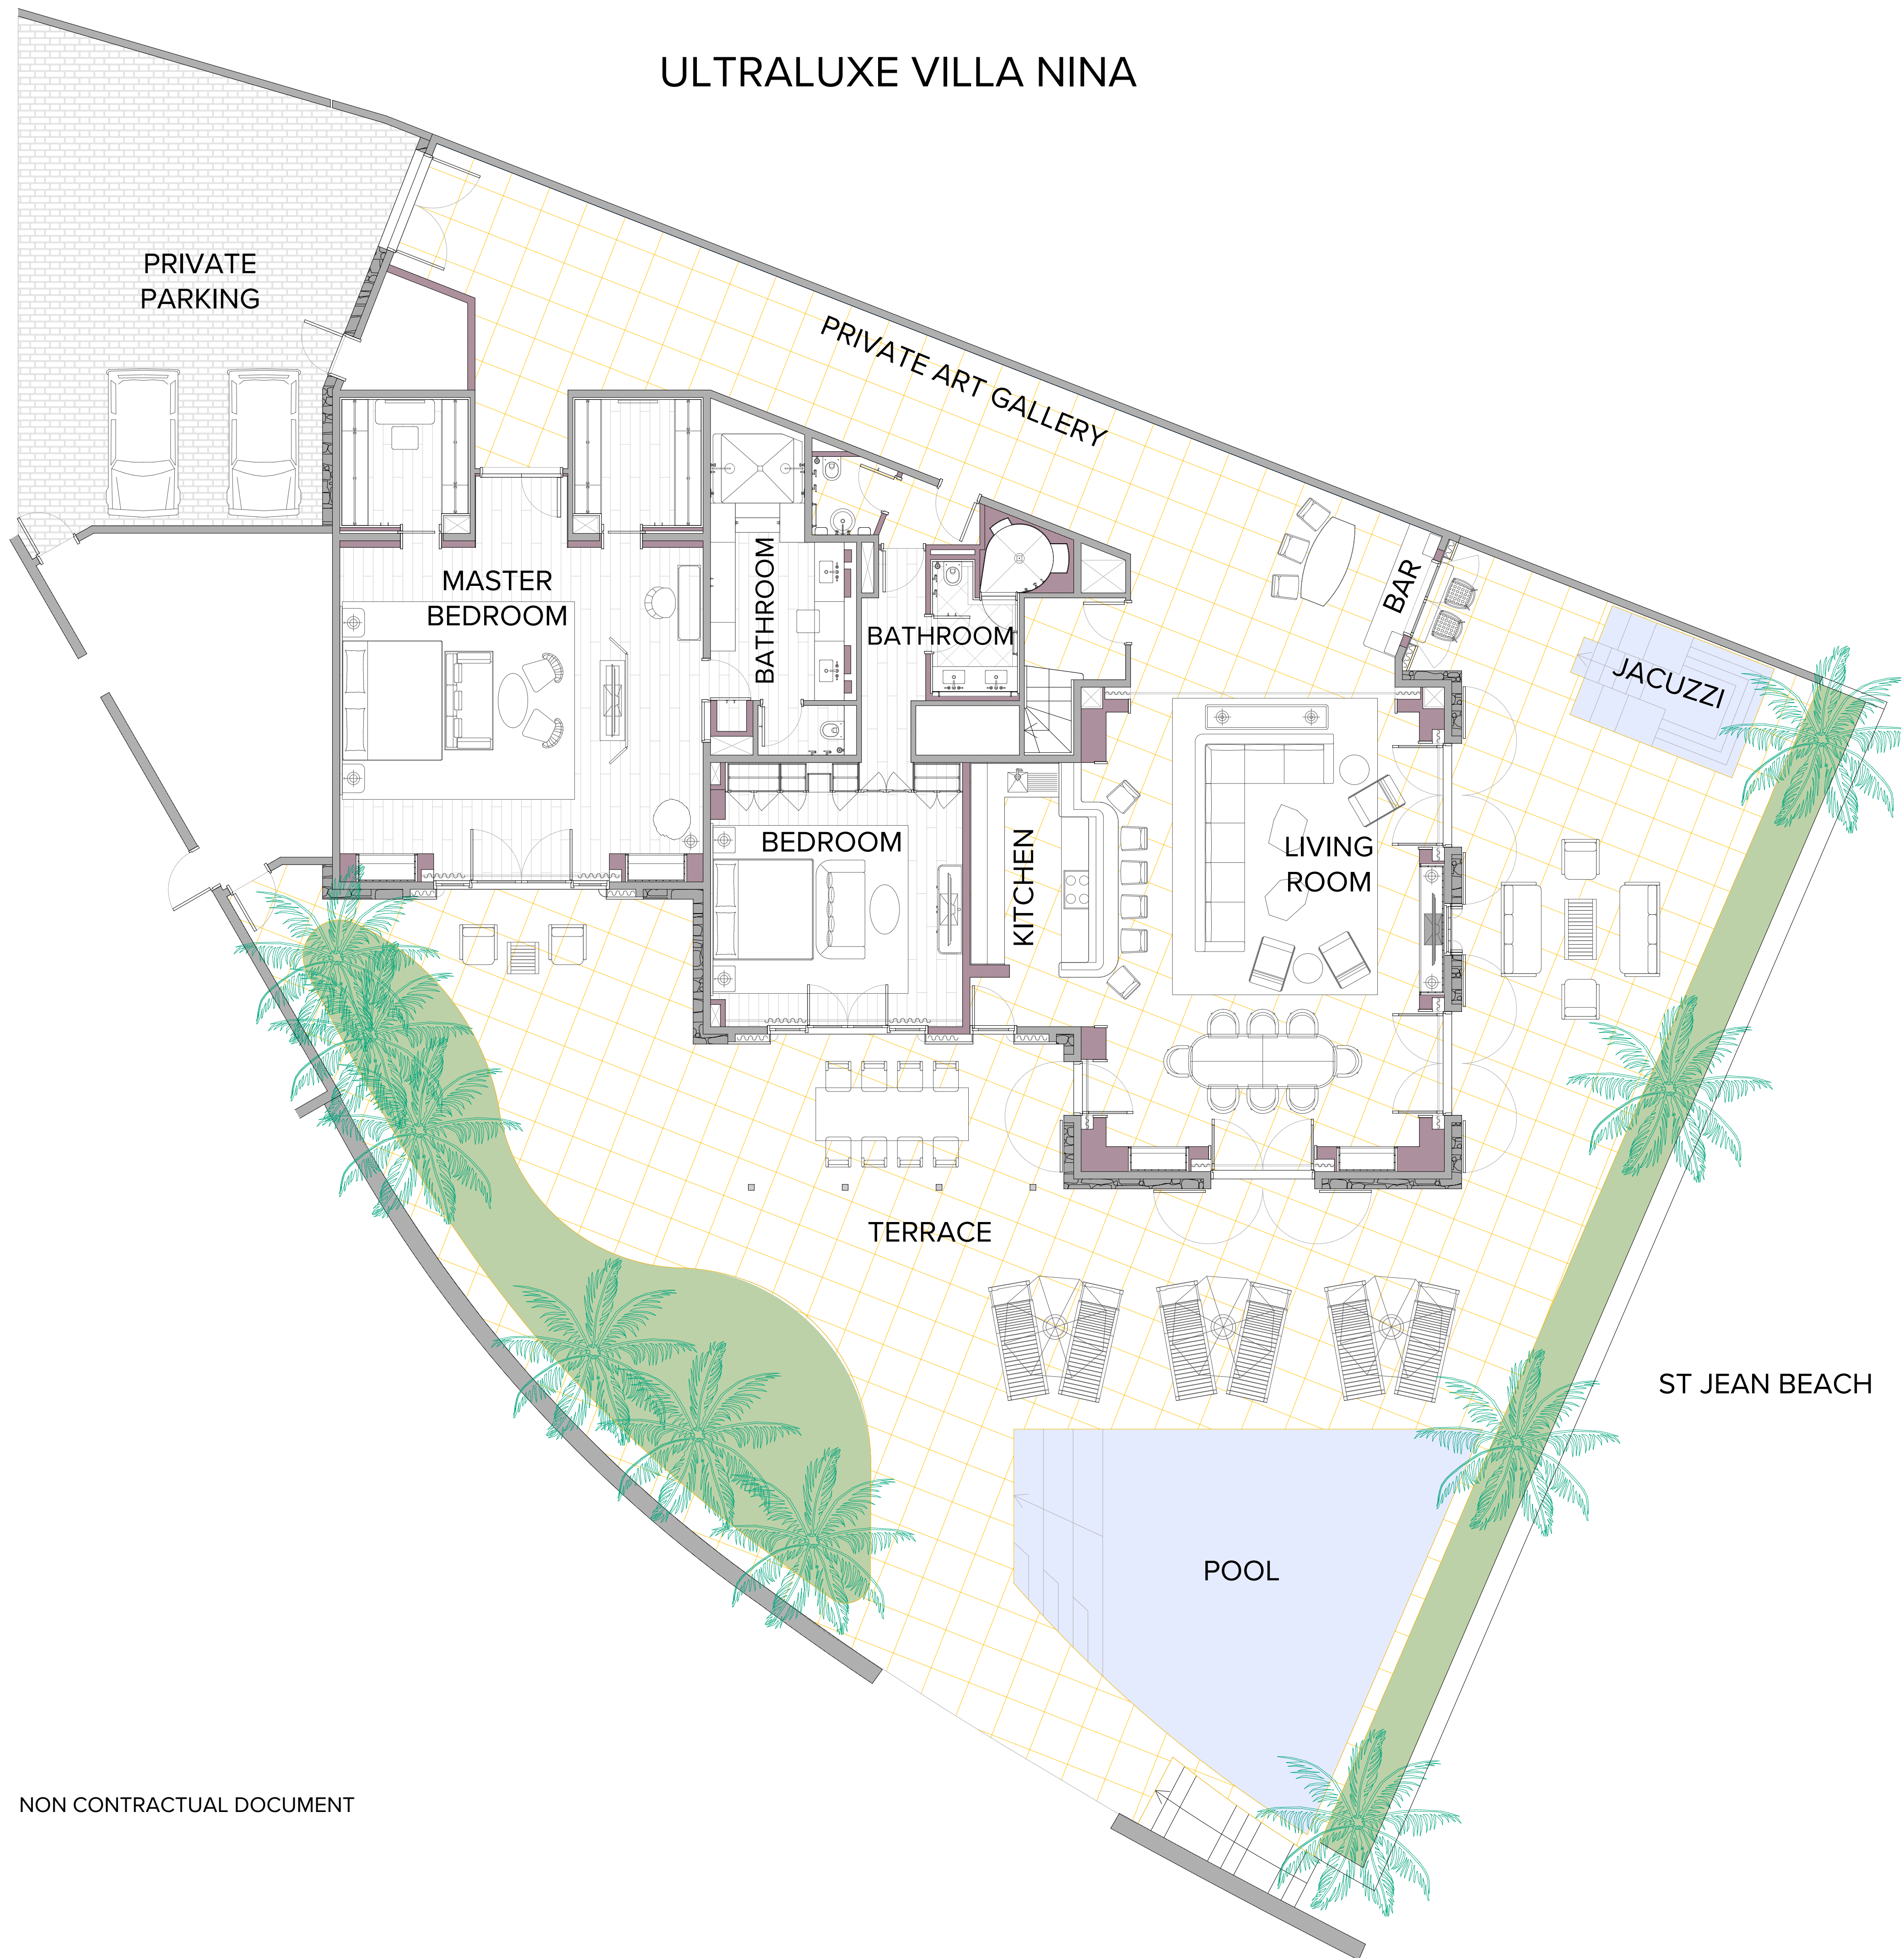 ULTRALUXE VILLA NINA
PRIVATE
PARKING
PRIVATE ART GALLERY
MASTER
BEDROOM
BATHROOM
BATHROOM
BAR
JACUZZI
BEDROOM
KITCHEN
LIVING
ROOM
TERRACE
ST JEAN BEACH
POOL
NON CONTRACTUAL DOCUMENT